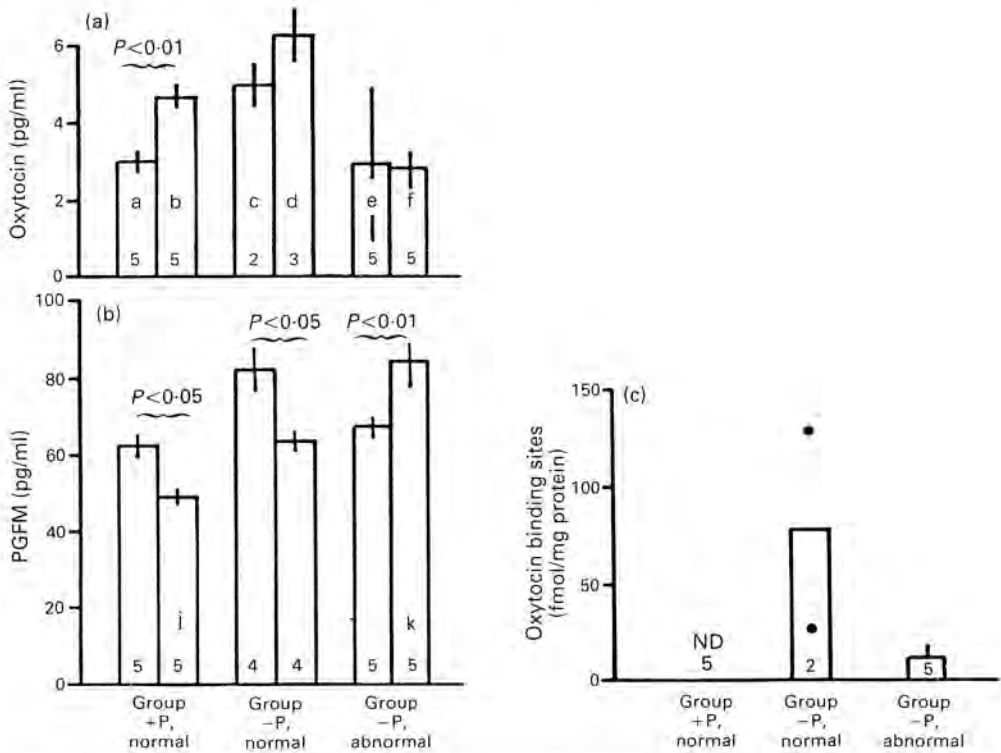 (a)
P<0·01
6
4
2
0
Oxytocin (pg/ml)
a b c d e f
5 5 2 3 5 5
(b)
P<0·05
P<0·05
P<0·01
100
80
60
40
20
0
PGFM (pg/ml)
j k
5 5 4 4 5 5
Group +P, normal
Group −P, normal
Group −P, abnormal
(c)
150
100
50
0
Oxytocin binding sites
(fmol/mg protein)
ND
5 2 5
Group +P, normal
Group −P, normal
Group −P, abnormal